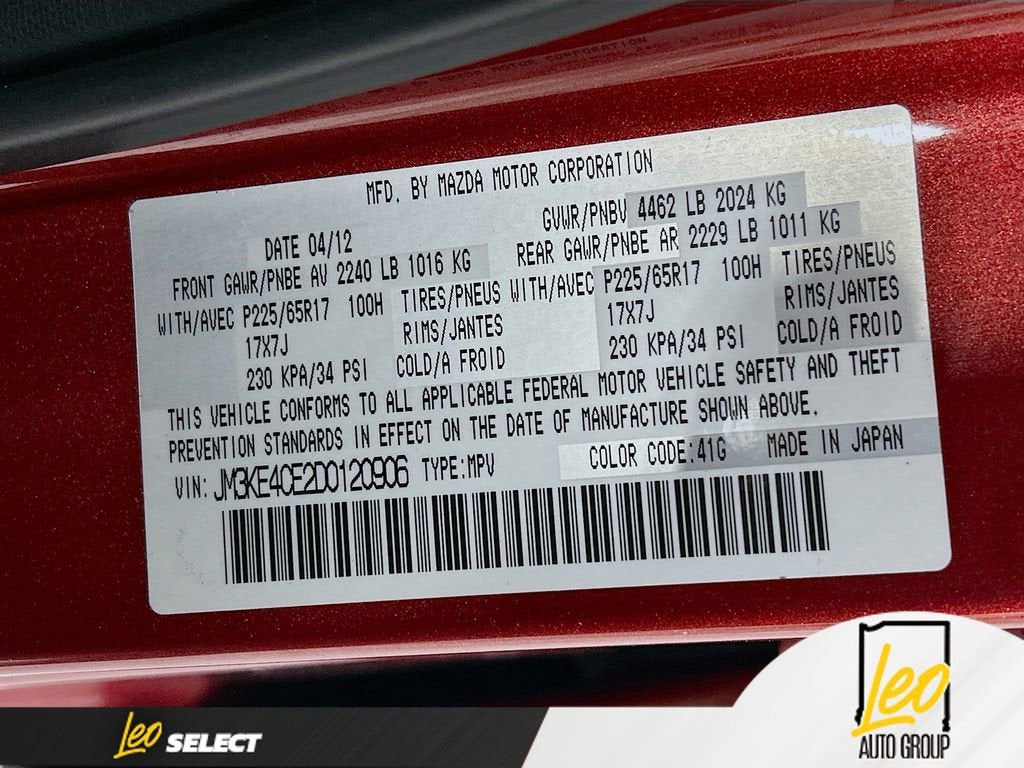 MFD. BY MAZDA MOTOR CORPORATION
DATE 04/12 GVWR/PNBV 4462 LB 2024 KG
FRONT GAWR/PNBE AV 2240 LB 1016 KG REAR GAWR/PNBE AR 2229 LB 1011 KG
WITH/AVEC P225/65R17 100H TIRES/PNEUS WITH/AVEC P225/65R17 100H TIRES/PNEUS
17X7J RIMS/JANTES 17X7J RIMS/JANTES
230 KPA/34 PSI COLD/A FROID 230 KPA/34 PSI COLD/A FROID
THIS VEHICLE CONFORMS TO ALL APPLICABLE FEDERAL MOTOR VEHICLE SAFETY AND THEFT
PREVENTION STANDARDS IN EFFECT ON THE DATE OF MANUFACTURE SHOWN ABOVE.
VIN: JM3KE4CE2D0120906 TYPE:MPV COLOR CODE:41G MADE IN JAPAN
Leo SELECT
Leo
AUTO GROUP